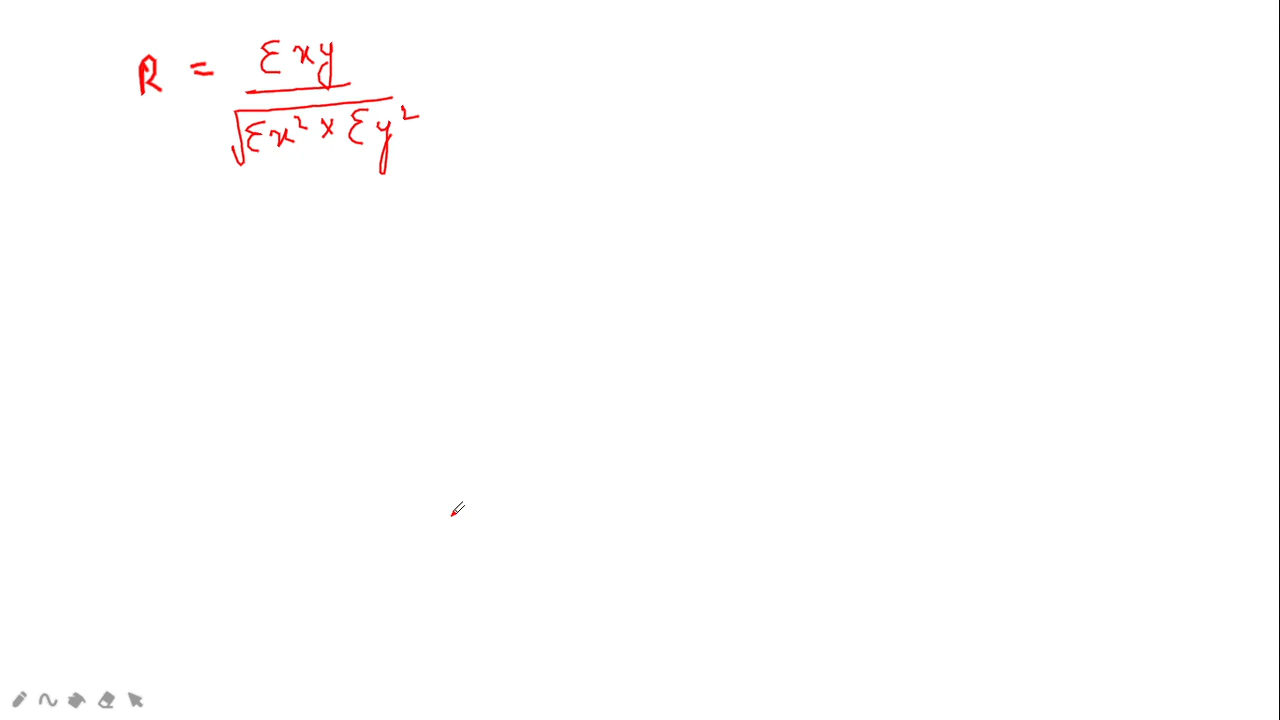 R = Σxy / √Σx² × Σy²